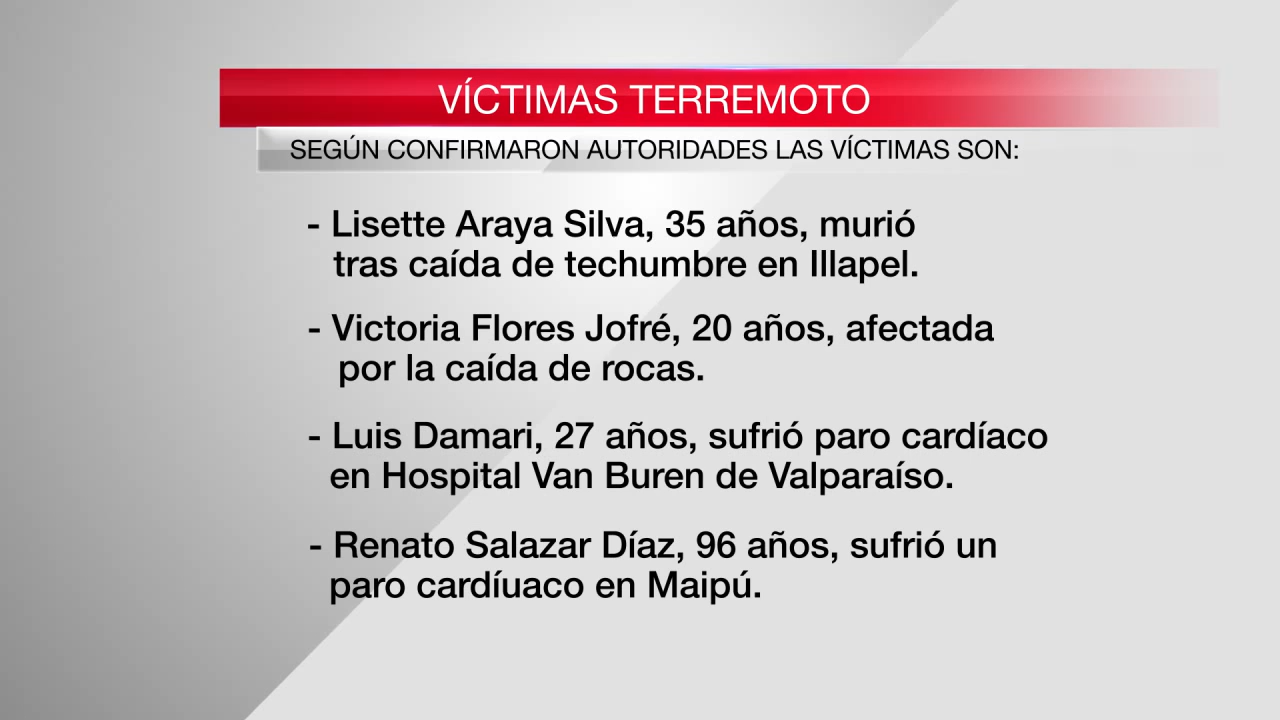 VÍCTIMAS TERREMOTO
SEGÚN CONFIRMARON AUTORIDADES LAS VÍCTIMAS SON:
- Lisette Araya Silva, 35 años, murió
tras caída de techumbre en Illapel.
- Victoria Flores Jofré, 20 años, afectada
por la caída de rocas.
- Luis Damari, 27 años, sufrió paro cardíaco
en Hospital Van Buren de Valparaíso.
- Renato Salazar Díaz, 96 años, sufrió un
paro cardíuaco en Maipú.